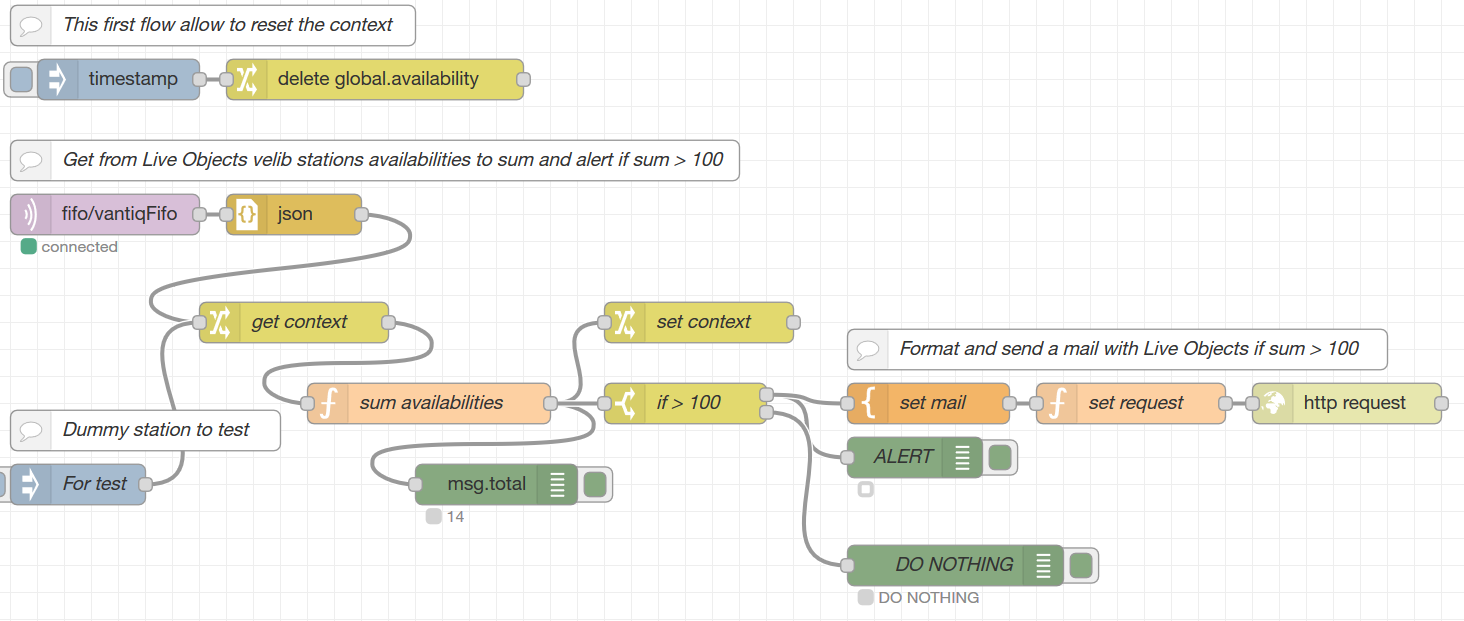 This first flow allow to reset the context
timestamp
delete global.availability
Get from Live Objects velib stations availabilities to sum and alert if sum > 100
fifo/vantiqFifo
{}
json
connected
get context
set context
Format and send a mail with Live Objects if sum > 100
f
sum availabilities
if > 100
{
set mail
f
set request
http request
Dummy station to test
ALERT
For test
msg.total
14
DO NOTHING
DO NOTHING